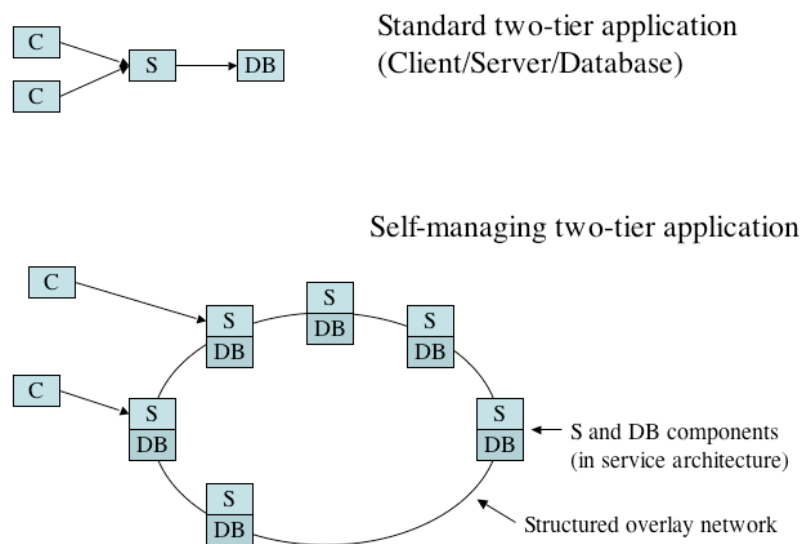 Standard two-tier application
(Client/Server/Database)
C
S
DB
C
Self-managing two-tier application
C
S
DB
S
DB
S
DB
C
S
DB
S
DB
S and DB components
(in service architecture)
S
DB
Structured overlay network